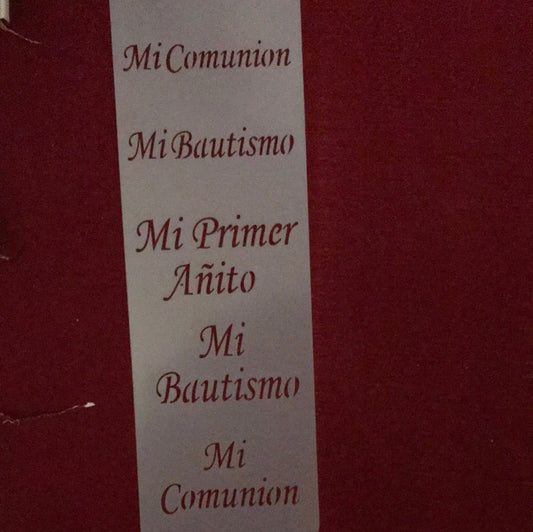 Mi Comunion
Mi Bautismo
Mi Primer
Añito
Mi
Bautismo
Mi
Comunion